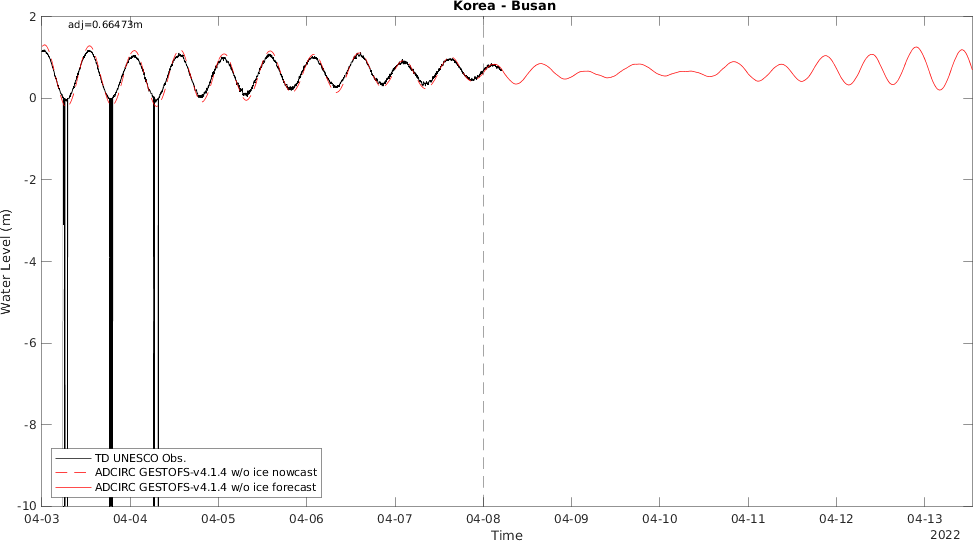 Korea - Busan
adj=0.66473m
2
0
-2
-4
-6
-8
-10
Water Level (m)
TD UNESCO Obs.
ADCIRC GESTOFS-v4.1.4 w/o ice nowcast
ADCIRC GESTOFS-v4.1.4 w/o ice forecast
04-03 04-04 04-05 04-06 04-07 04-08 04-09 04-10 04-11 04-12 04-13
Time
2022